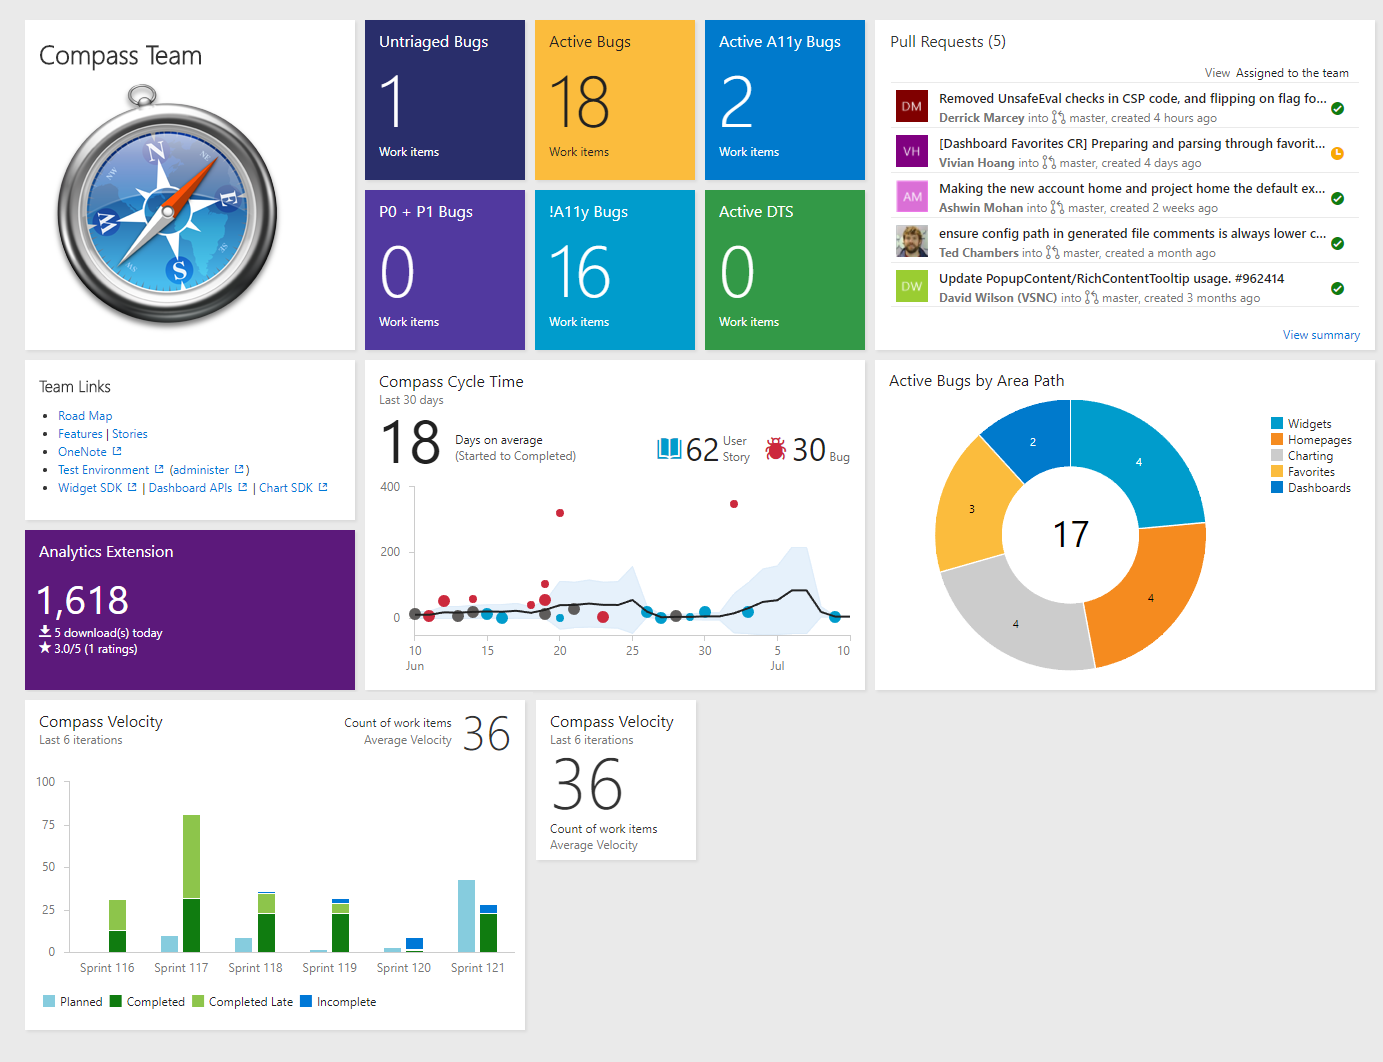 Compass Team
N
NE
E
S
W
NW
SW
SE
Untriaged Bugs
1
Work items
Active Bugs
18
Work items
Active A11y Bugs
2
Work items
P0 + P1 Bugs
0
Work items
!A11y Bugs
16
Work items
Active DTS
0
Work items
Pull Requests (5)
View Assigned to the team
DM
Removed UnsafeEval checks in CSP code, and flipping on flag fo...
Derrick Marcey into master, created 4 hours ago
VH
[Dashboard Favorites CR] Preparing and parsing through favorit...
Vivian Hoang into master, created 4 days ago
AM
Making the new account home and project home the default ex...
Ashwin Mohan into master, created 2 weeks ago
ensure config path in generated file comments is always lower c...
Ted Chambers into master, created a month ago
DW
Update PopupContent/RichContentTooltip usage. #962414
David Wilson (VSNC) into master, created 3 months ago
View summary
Team Links
Road Map
Features | Stories
OneNote
Test Environment (administer )
Widget SDK | Dashboard APIs | Chart SDK
Analytics Extension
1,618
5 download(s) today
3.0/5 (1 ratings)
Compass Cycle Time
Last 30 days
18
Days on average
(Started to Completed)
62 User Story
30 Bug
400
200
0
10 15 20 25 30 5 10
Jun Jul
Active Bugs by Area Path
2
4
3
17
4
4
Widgets
Homepages
Charting
Favorites
Dashboards
Compass Velocity
Last 6 iterations
Count of work items
Average Velocity
36
100
75
50
25
0
Sprint 116 Sprint 117 Sprint 118 Sprint 119 Sprint 120 Sprint 121
Planned Completed Completed Late Incomplete
Compass Velocity
Last 6 iterations
36
Count of work items
Average Velocity